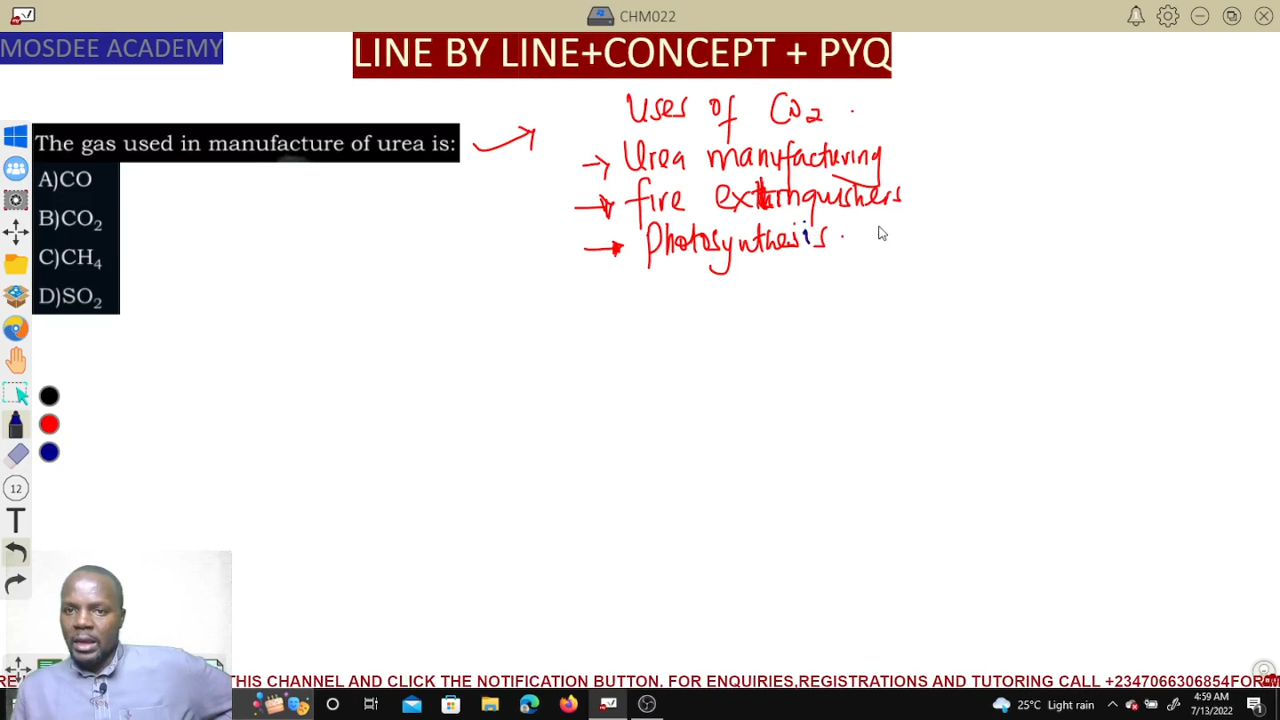 CHM022
MOSDEE ACADEMY
LINE BY LINE+CONCEPT + PYQ
Uses of CO2 .
The gas used in manufacture of urea is:
→ Urea manufacturing
A)CO
→ fire extinguishers
B)CO₂
→ Photosynthesis .
C)CH₄
D)SO₂
12
T
THIS CHANNEL AND CLICK THE NOTIFICATION BUTTON. FOR ENQUIRIES,REGISTRATIONS AND TUTORING CALL +2347066306854FOR
25°C Light rain
4:59 AM
7/13/2022